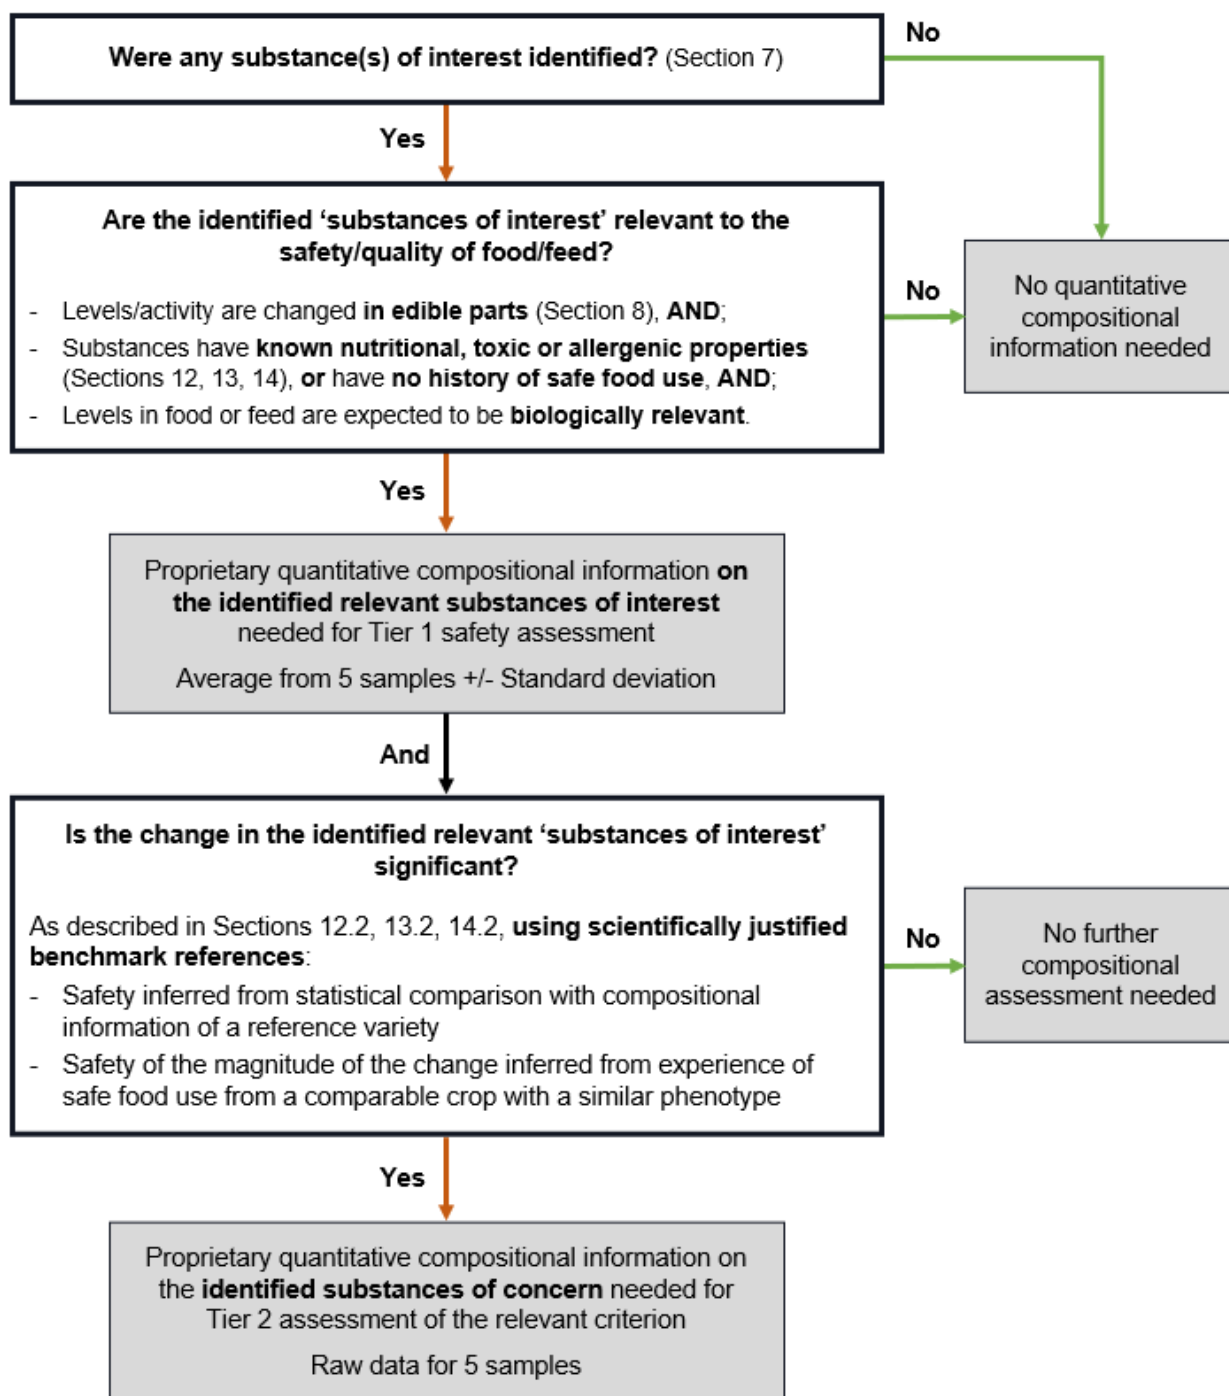 Were any substance(s) of interest identified? (Section 7)
No
Yes
Are the identified ‘substances of interest’ relevant to the
safety/quality of food/feed?
- Levels/activity are changed in edible parts (Section 8), AND;
- Substances have known nutritional, toxic or allergenic properties
(Sections 12, 13, 14), or have no history of safe food use, AND;
- Levels in food or feed are expected to be biologically relevant.
No
No quantitative
compositional
information needed
Yes
Proprietary quantitative compositional information on
the identified relevant substances of interest
needed for Tier 1 safety assessment
Average from 5 samples +/- Standard deviation
And
Is the change in the identified relevant ‘substances of interest’
significant?
As described in Sections 12.2, 13.2, 14.2, using scientifically justified
benchmark references:
- Safety inferred from statistical comparison with compositional
information of a reference variety
- Safety of the magnitude of the change inferred from experience of
safe food use from a comparable crop with a similar phenotype
No
No further
compositional
assessment needed
Yes
Proprietary quantitative compositional information on
the identified substances of concern needed for
Tier 2 assessment of the relevant criterion
Raw data for 5 samples